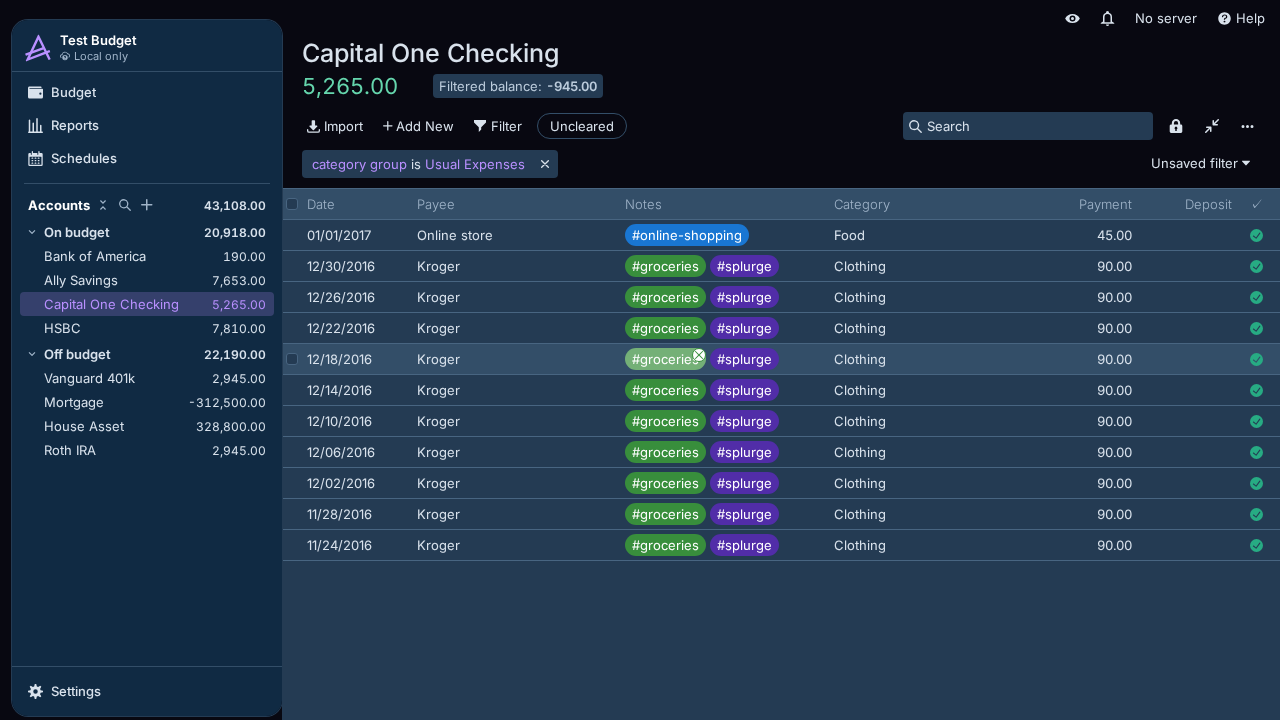 No server
Help
Test Budget
Local only
Budget
Reports
Schedules
Accounts 43,108.00
On budget 20,918.00
Bank of America 190.00
Ally Savings 7,653.00
Capital One Checking 5,265.00
HSBC 7,810.00
Off budget 22,190.00
Vanguard 401k 2,945.00
Mortgage -312,500.00
House Asset 328,800.00
Roth IRA 2,945.00
Settings
Capital One Checking
5,265.00 Filtered balance: -945.00
Import Add New Filter Uncleared Search
category group is Usual Expenses Unsaved filter
Date Payee Notes Category Payment Deposit ✓
01/01/2017 Online store #online-shopping Food 45.00
12/30/2016 Kroger #groceries #splurge Clothing 90.00
12/26/2016 Kroger #groceries #splurge Clothing 90.00
12/22/2016 Kroger #groceries #splurge Clothing 90.00
12/18/2016 Kroger #groceries #splurge Clothing 90.00
12/14/2016 Kroger #groceries #splurge Clothing 90.00
12/10/2016 Kroger #groceries #splurge Clothing 90.00
12/06/2016 Kroger #groceries #splurge Clothing 90.00
12/02/2016 Kroger #groceries #splurge Clothing 90.00
11/28/2016 Kroger #groceries #splurge Clothing 90.00
11/24/2016 Kroger #groceries #splurge Clothing 90.00